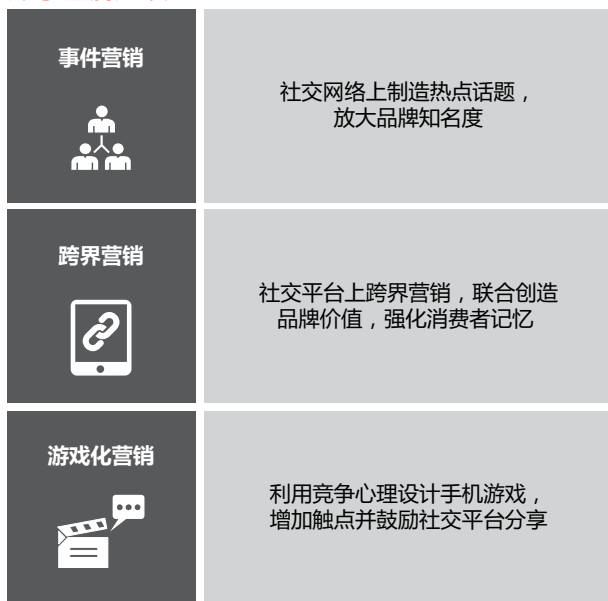 事件营销
社交网络上制造热点话题，
放大品牌知名度
跨界营销
社交平台上跨界营销，联合创造
品牌价值，强化消费者记忆
游戏化营销
利用竞争心理设计手机游戏，
增加触点并鼓励社交平台分享